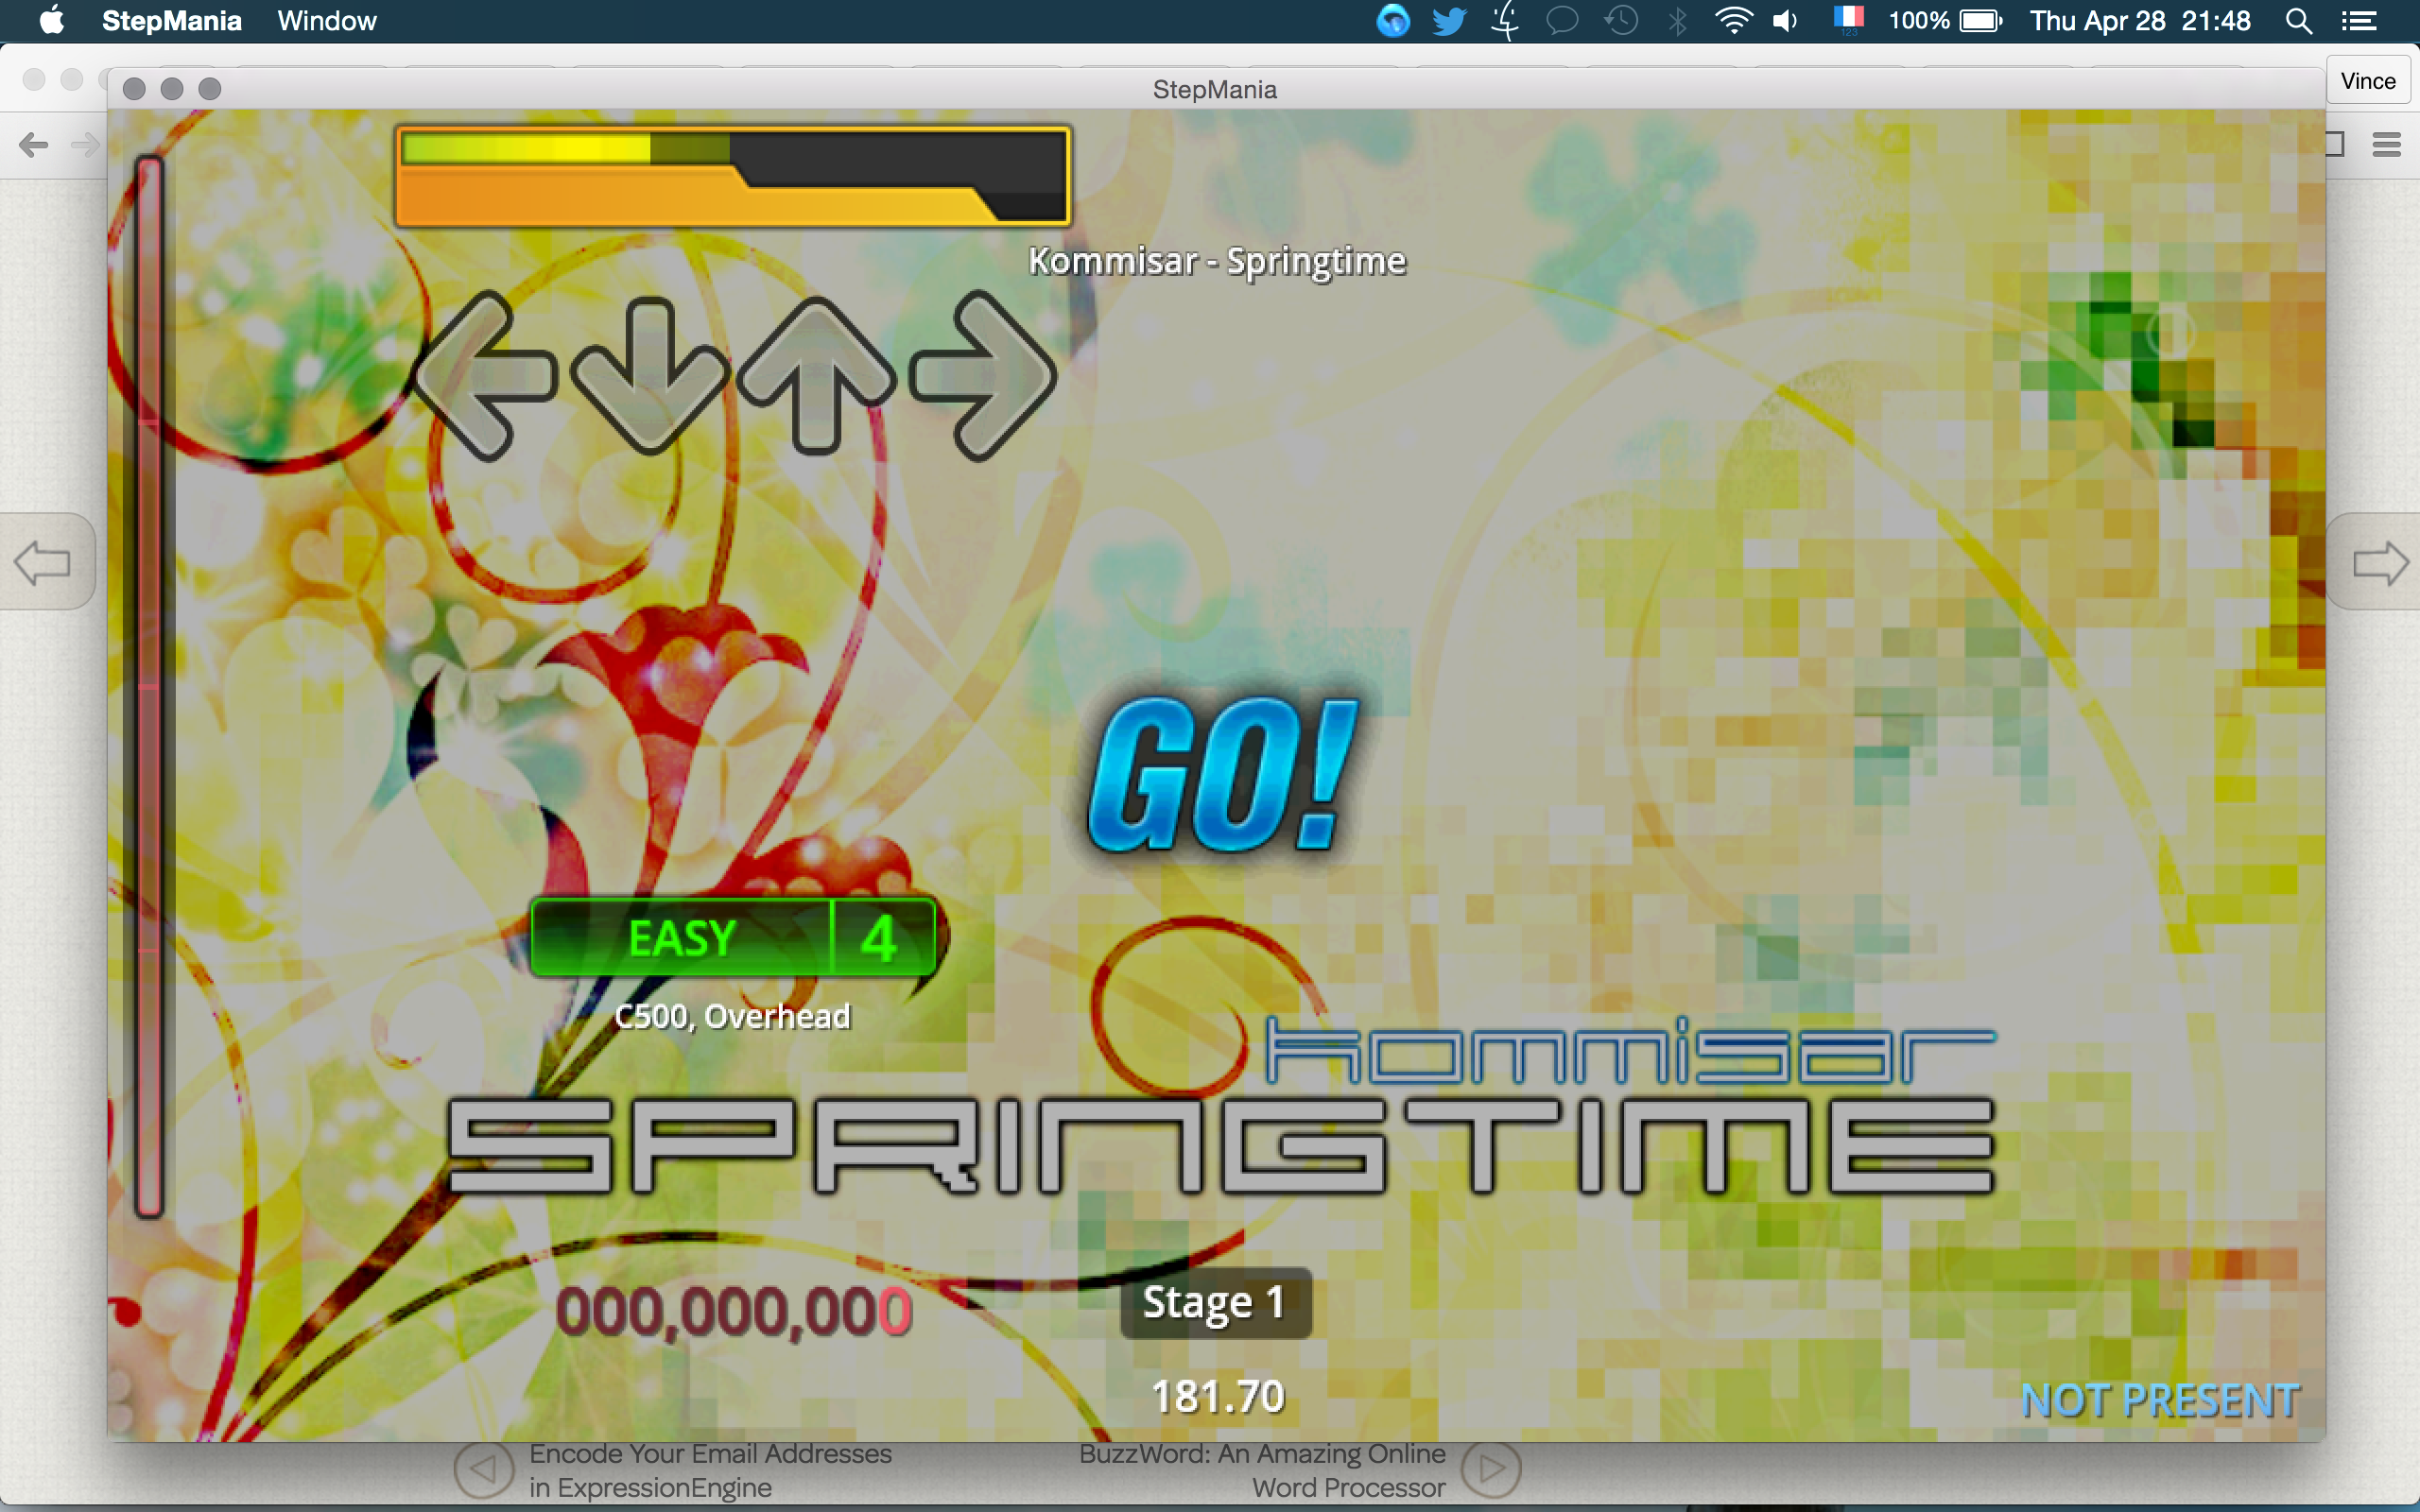 StepMania Window 100% Thu Apr 28 21:48
123
StepMania
Vince
Kommisar - Springtime
GO!
EASY 4
C500, Overhead
kommisar
SPRINGTIME
000,000,000
Stage 1
181.70
NOT PRESENT
Encode Your Email Addresses
in ExpressionEngine
BuzzWord: An Amazing Online
Word Processor